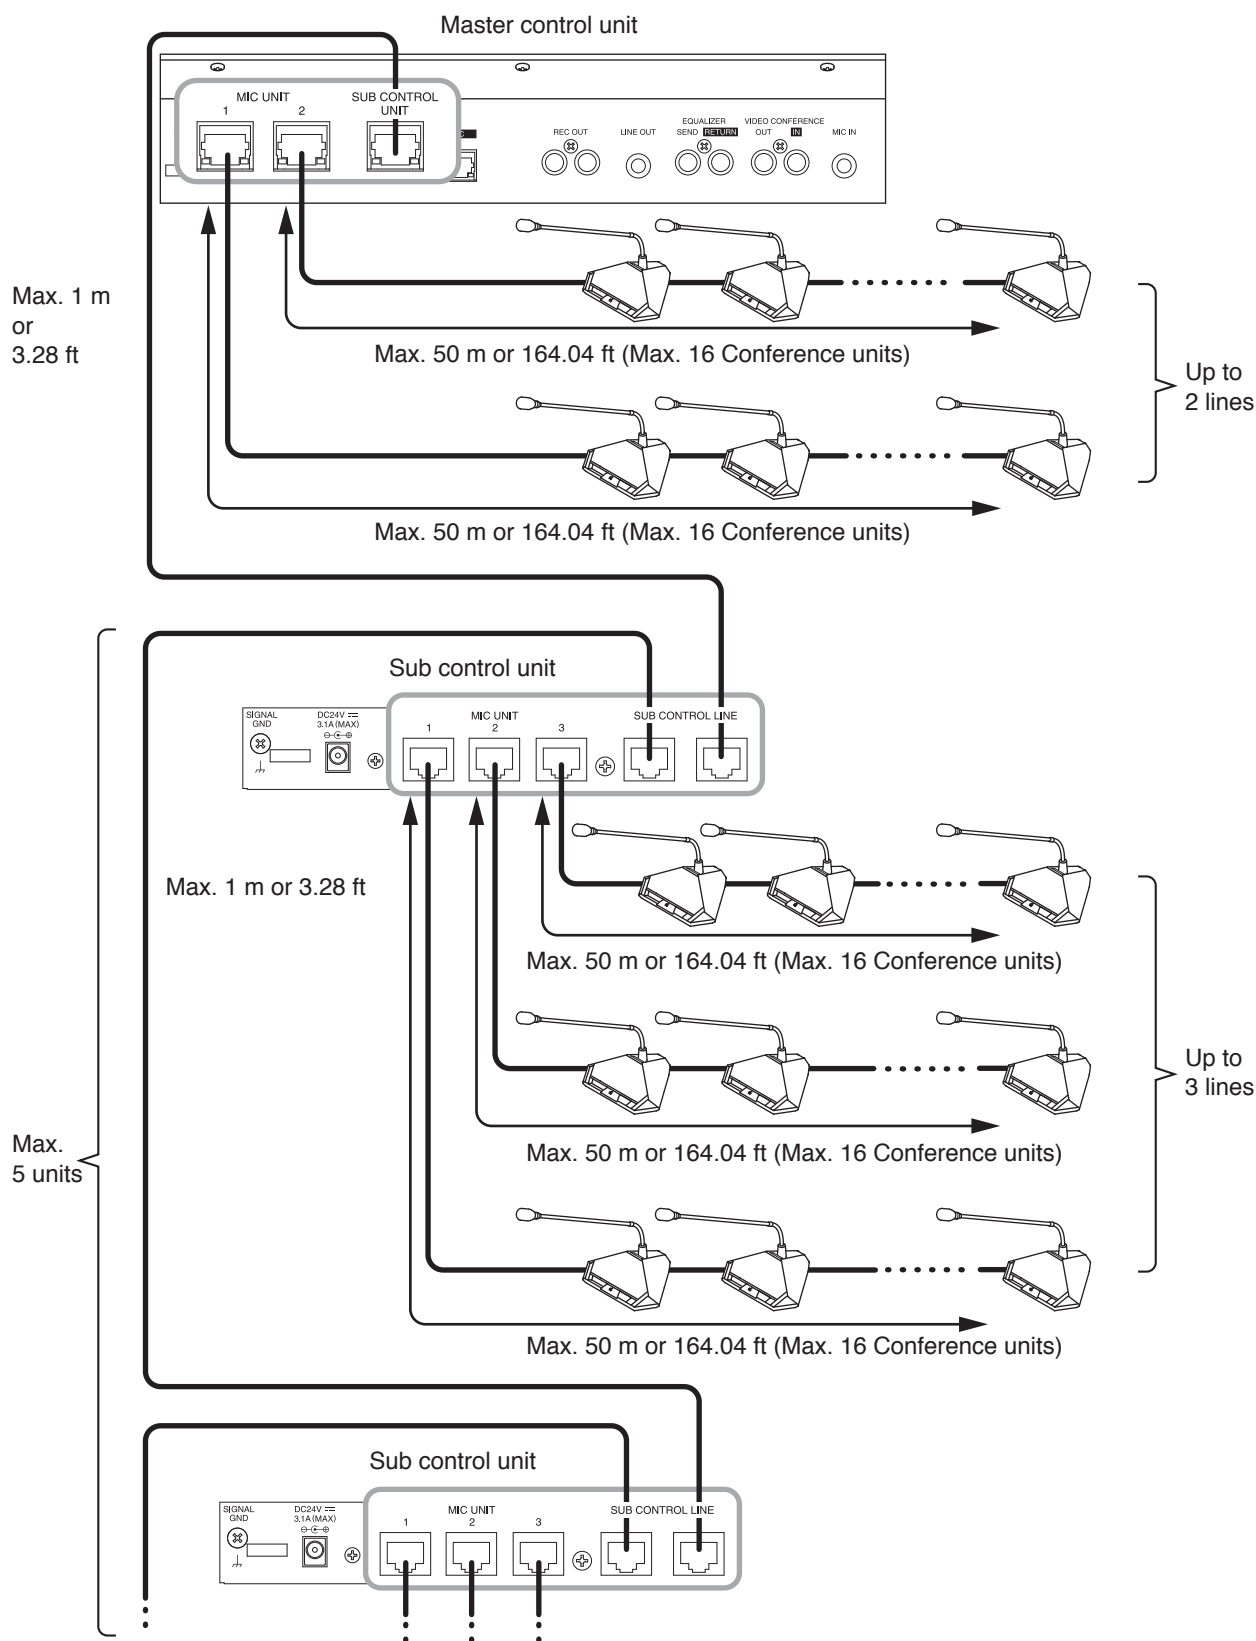 Master control unit
MIC UNIT
1 2
SUB CONTROL
UNIT
C
REC OUT
LINE OUT
EQUALIZER
SEND RETURN
VIDEO CONFERENCE
OUT IN
MIC IN
Max. 1 m
or
3.28 ft
Max. 50 m or 164.04 ft (Max. 16 Conference units)
Up to
2 lines
Max. 50 m or 164.04 ft (Max. 16 Conference units)
Sub control unit
SIGNAL
GND
DC24V
3.1A (MAX)
MIC UNIT
1 2 3
SUB CONTROL LINE
Max. 1 m or 3.28 ft
Max. 50 m or 164.04 ft (Max. 16 Conference units)
Up to
3 lines
Max. 50 m or 164.04 ft (Max. 16 Conference units)
Max.
5 units
Max. 50 m or 164.04 ft (Max. 16 Conference units)
Sub control unit
SIGNAL
GND
DC24V
3.1A (MAX)
MIC UNIT
1 2 3
SUB CONTROL LINE